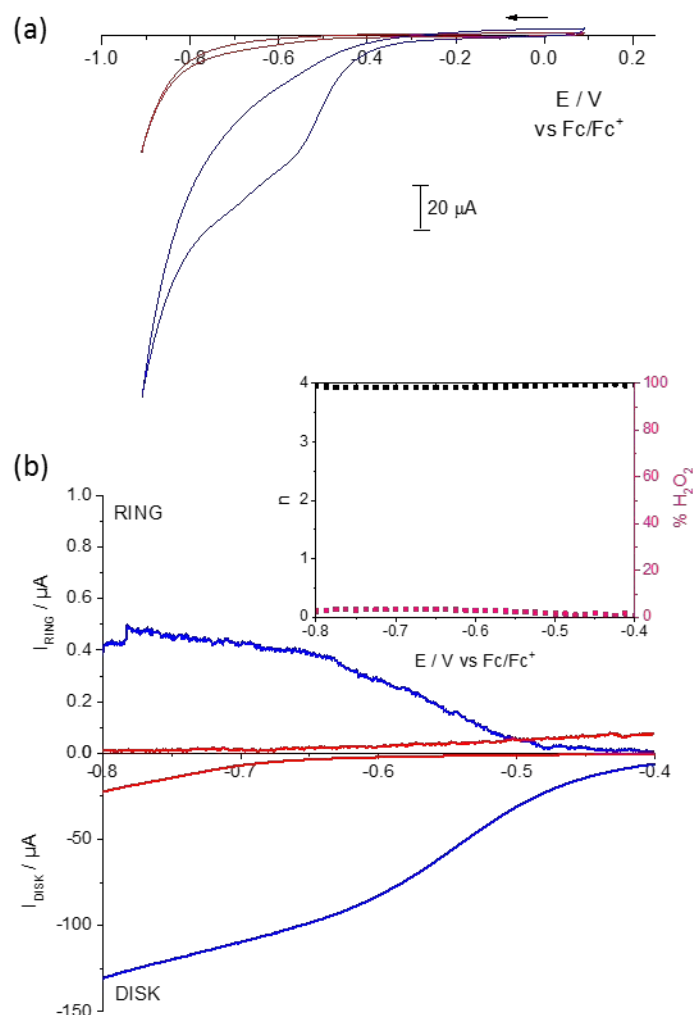 (a)
-1.0 -0.8 -0.6 -0.4 -0.2 0.0 0.2
E / V
vs Fc/Fc⁺
20 µA
(b)
1.0
0.8
0.6
0.4
0.2
0.0
RING
I_RING / µA
4
3
2
1
0
n
100
80
60
40
20
0
% H₂O₂
-0.8 -0.7 -0.6 -0.5 -0.4
E / V vs Fc/Fc⁺
-0.8 -0.7 -0.6 -0.5 -0.4
-50
-100
-150
I_DISK / µA
DISK